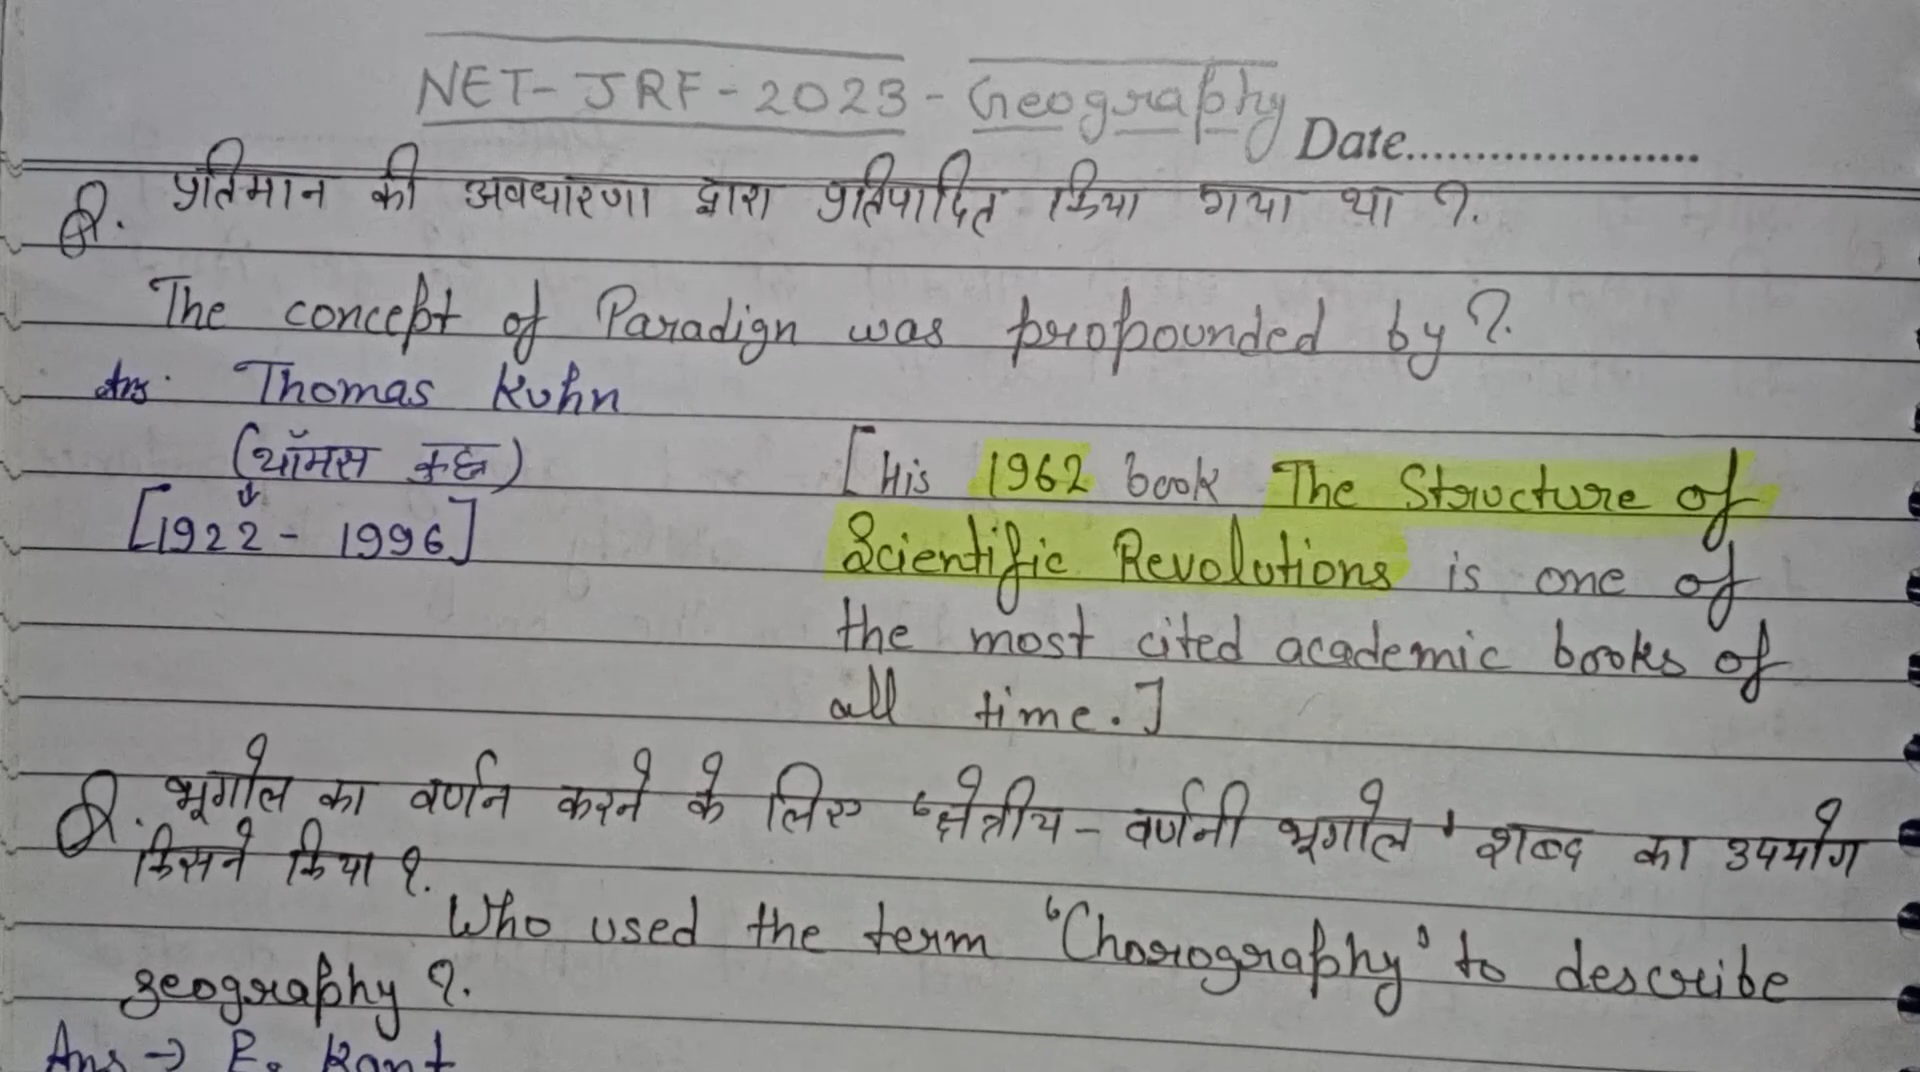 NET-JRF-2023-Geography
Date.....................
Q. प्रतिमान की अवधारणा द्वारा प्रतिपादित किया गया था ?.
The concept of Paradign was propounded by ?.
Ans. Thomas Kuhn
(थॉमस कुह्न)
[1922 - 1996]
[His 1962 book The Structure of
Scientific Revolutions is one of
the most cited academic books of
all time.]
Q. भूगोल का वर्णन करने के लिए 'क्षेत्रीय - वर्णनी भूगोल' शब्द का उपयोग
किसने किया ?.
Who used the term 'Chorography' to describe
geography ?.
Ans → E. Kant